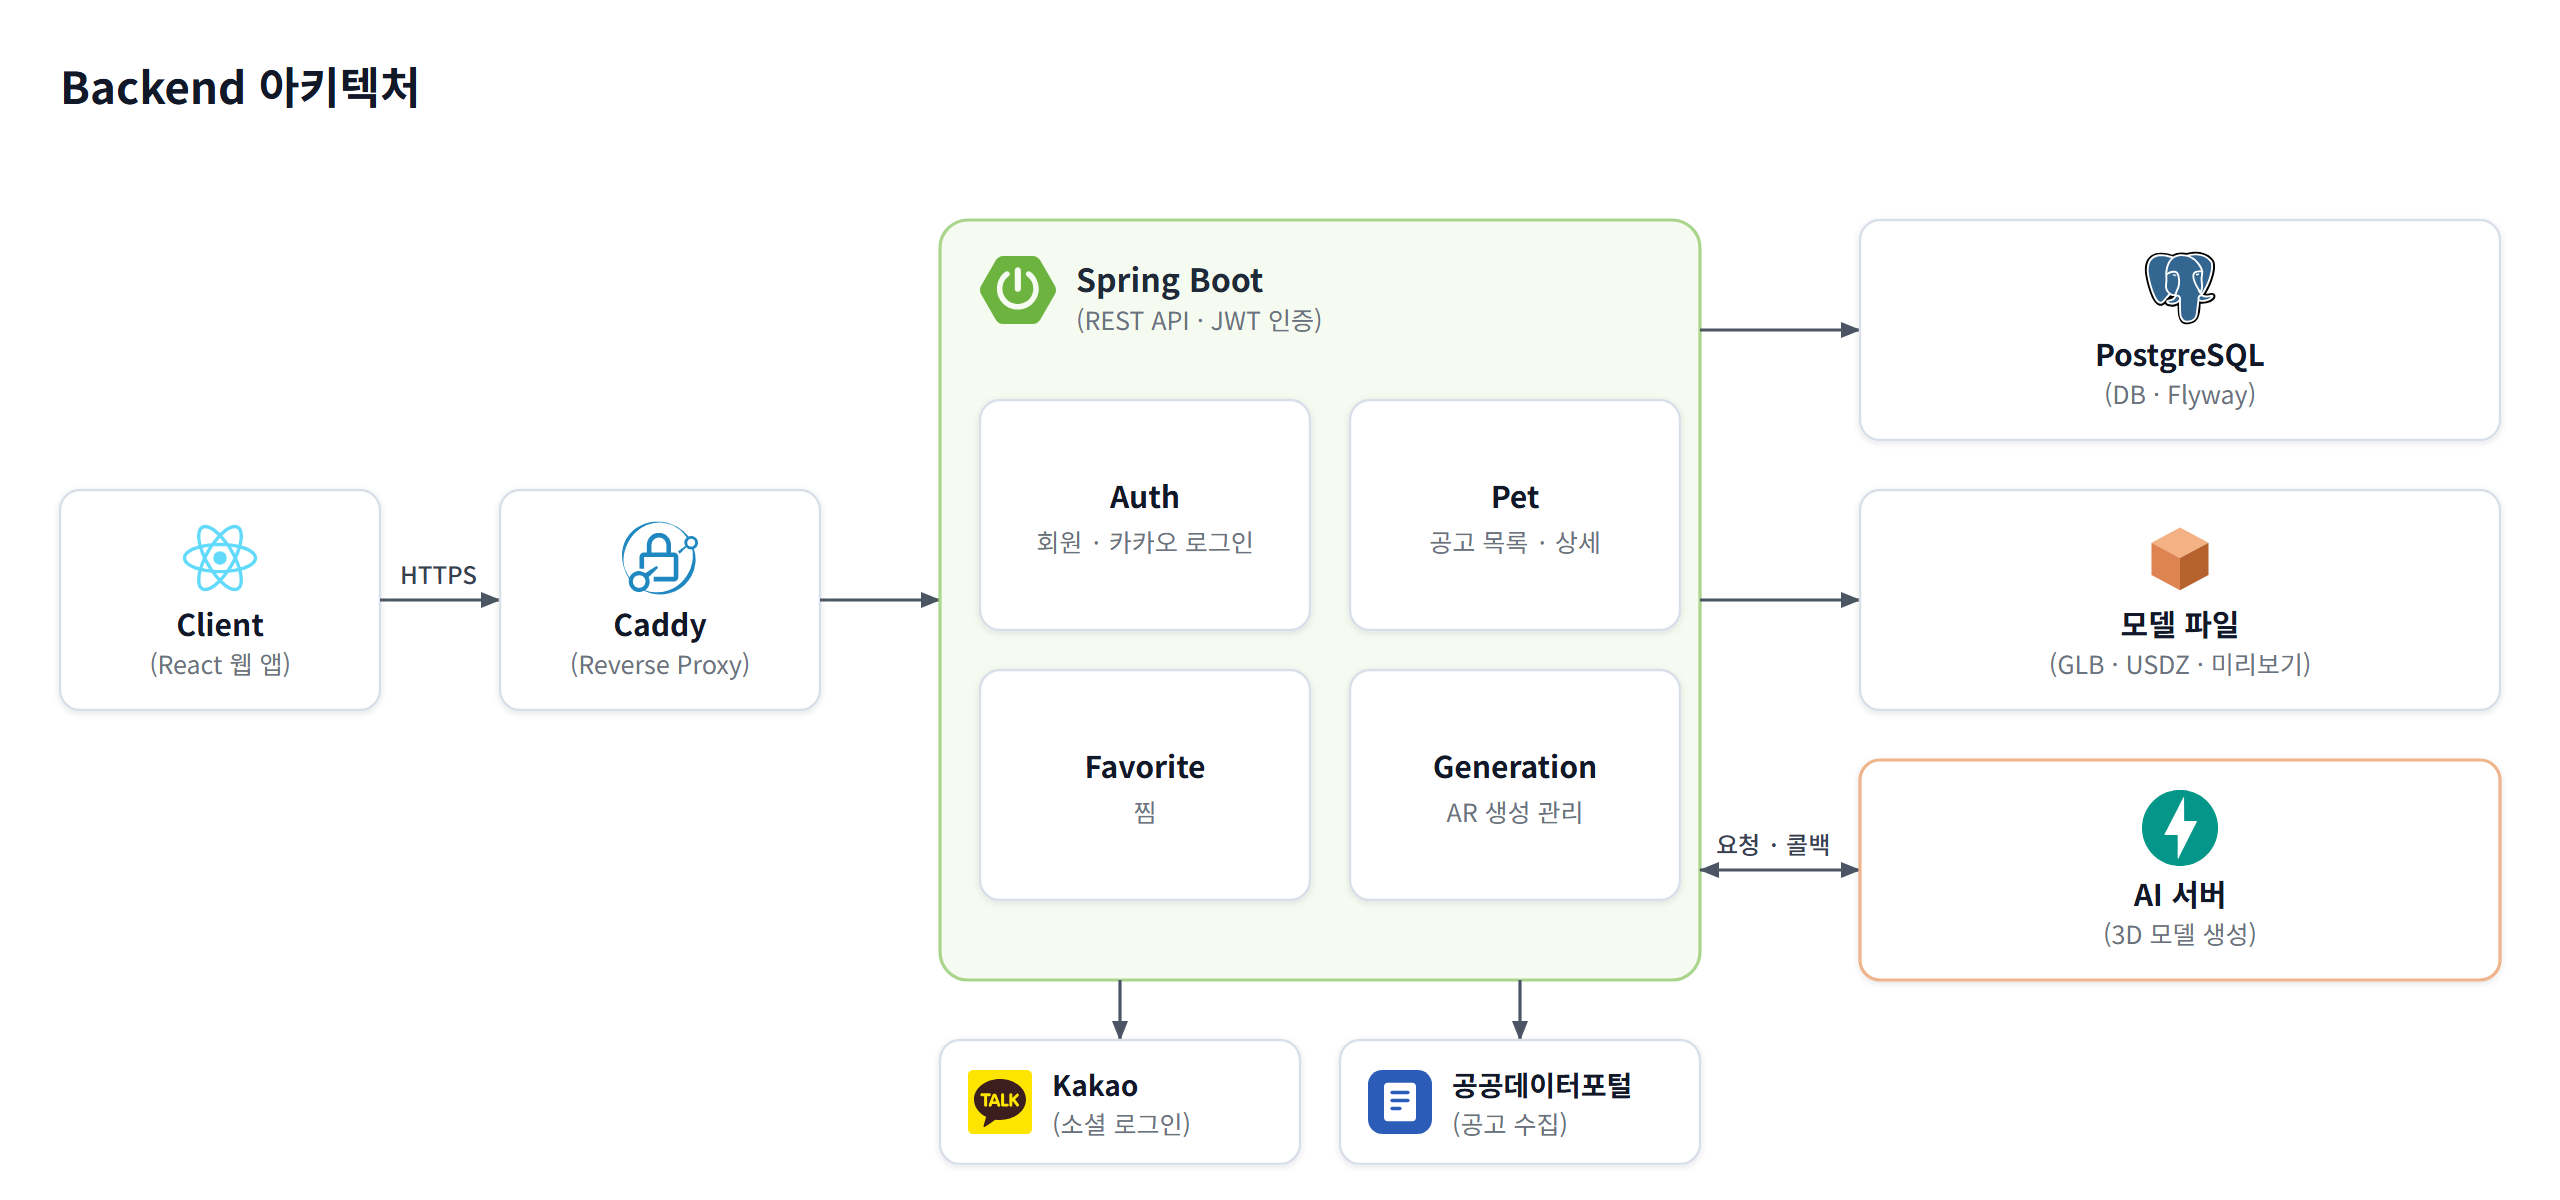 Backend 아키텍처
Client
(React 웹 앱)
HTTPS
Caddy
(Reverse Proxy)
Spring Boot
(REST API · JWT 인증)
Auth
회원 · 카카오 로그인
Pet
공고 목록 · 상세
Favorite
찜
Generation
AR 생성 관리
PostgreSQL
(DB · Flyway)
모델 파일
(GLB · USDZ · 미리보기)
요청 · 콜백
AI 서버
(3D 모델 생성)
TALK
Kakao
(소셜 로그인)
공공데이터포털
(공고 수집)